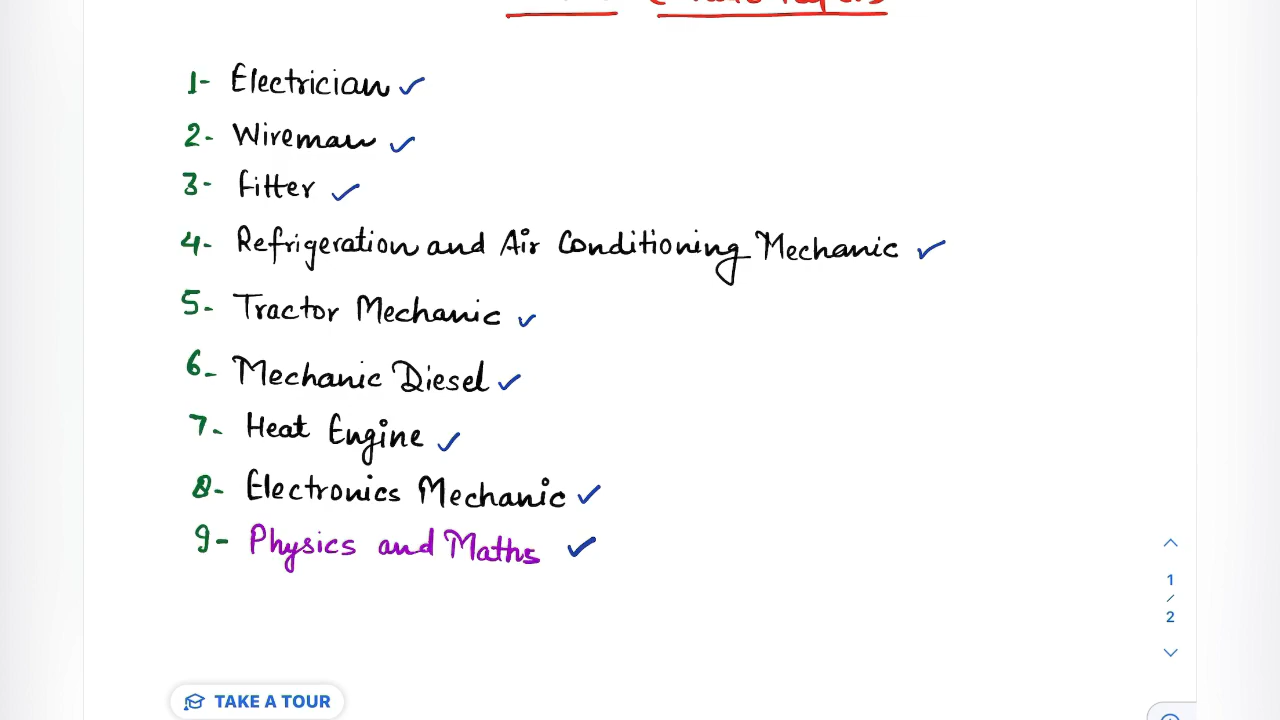 1- Electrician ✓
2- Wireman ✓
3- Fitter ✓
4- Refrigeration and Air Conditioning Mechanic ✓
5- Tractor Mechanic ✓
6- Mechanic Diesel ✓
7- Heat Engine ✓
8- Electronics Mechanic ✓
9- Physics and Maths ✓
1
/
2
TAKE A TOUR